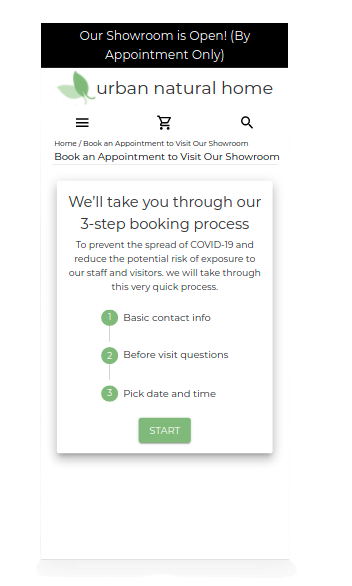 Our Showroom is Open! (By
Appointment Only)
urban natural home
Home / Book an Appointment to Visit Our Showroom
Book an Appointment to Visit Our Showroom
We'll take you through our
3-step booking process
To prevent the spread of COVID-19 and
reduce the potential risk of exposure to
our staff and visitors. we will take through
this very quick process.
1 Basic contact info
2 Before visit questions
3 Pick date and time
START